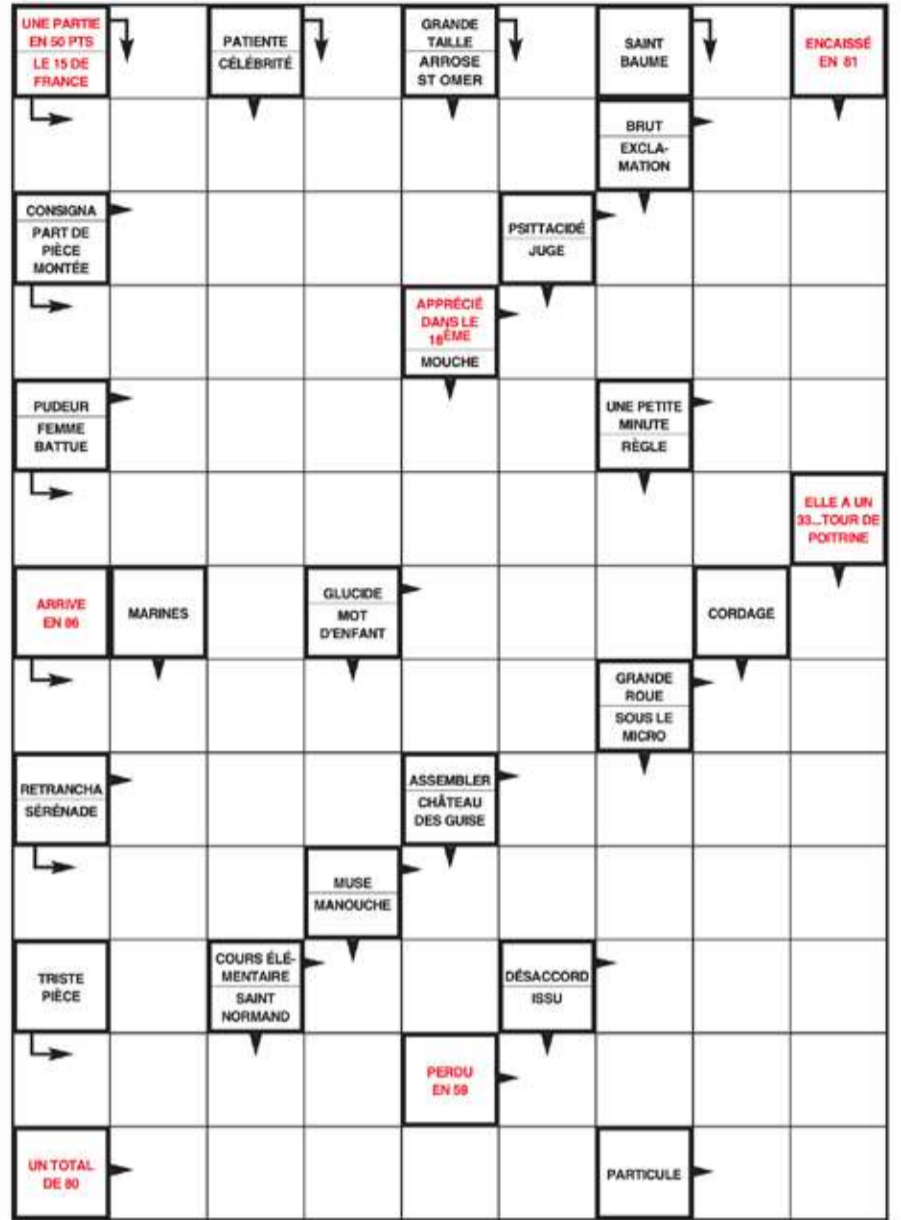 UNE PARTIE
EN 50 PTS
LE 15 DE
FRANCE
PATIENTE
CÉLÉBRITÉ
GRANDE
TAILLE
ARROSE
ST OMER
SAINT
BAUME
ENCAISSÉ
EN 81
BRUT
EXCLA-
MATION
CONSIGNA
PART DE
PIÈCE
MONTÉE
PSITTACIDÉ
JUGE
APPRÉCIÉ
DANS LE
16ÈME
MOUCHE
PUDEUR
FEMME
BATTUE
UNE PETITE
MINUTE
RÈGLE
ELLE A UN
33...TOUR DE
POITRINE
ARRIVE
EN 86
MARINES
GLUCIDE
MOT
D'ENFANT
CORDAGE
GRANDE
ROUE
SOUS LE
MICRO
RETRANCHA
SÉRÉNADE
ASSEMBLER
CHÂTEAU
DES GUISE
MUSE
MANOUCHE
TRISTE
PIÈCE
COURS ÉLÉ-
MENTAIRE
SAINT
NORMAND
DÉSACCORD
ISSU
PERDU
EN 59
UN TOTAL
DE 80
PARTICULE